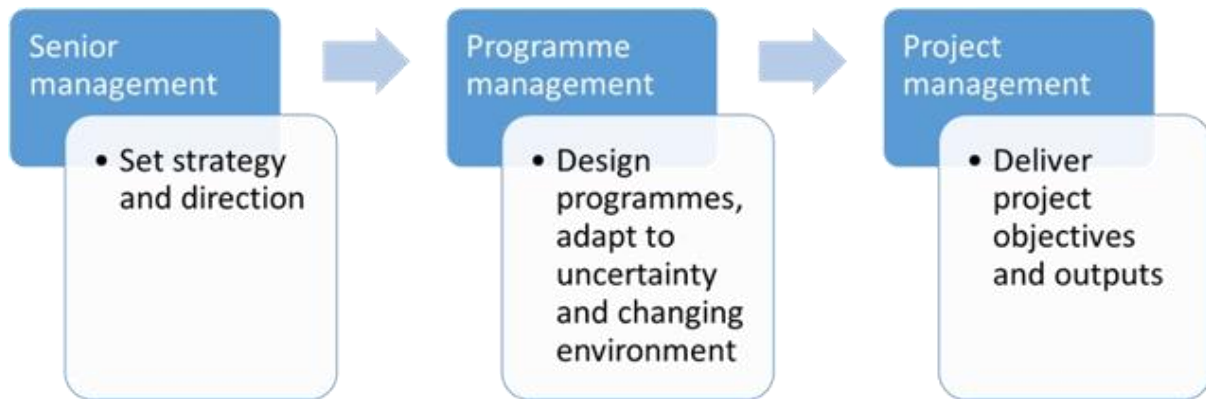 Senior
management
• Set strategy
and direction
Programme
management
• Design
programmes,
adapt to
uncertainty
and changing
environment
Project
management
• Deliver
project
objectives
and outputs